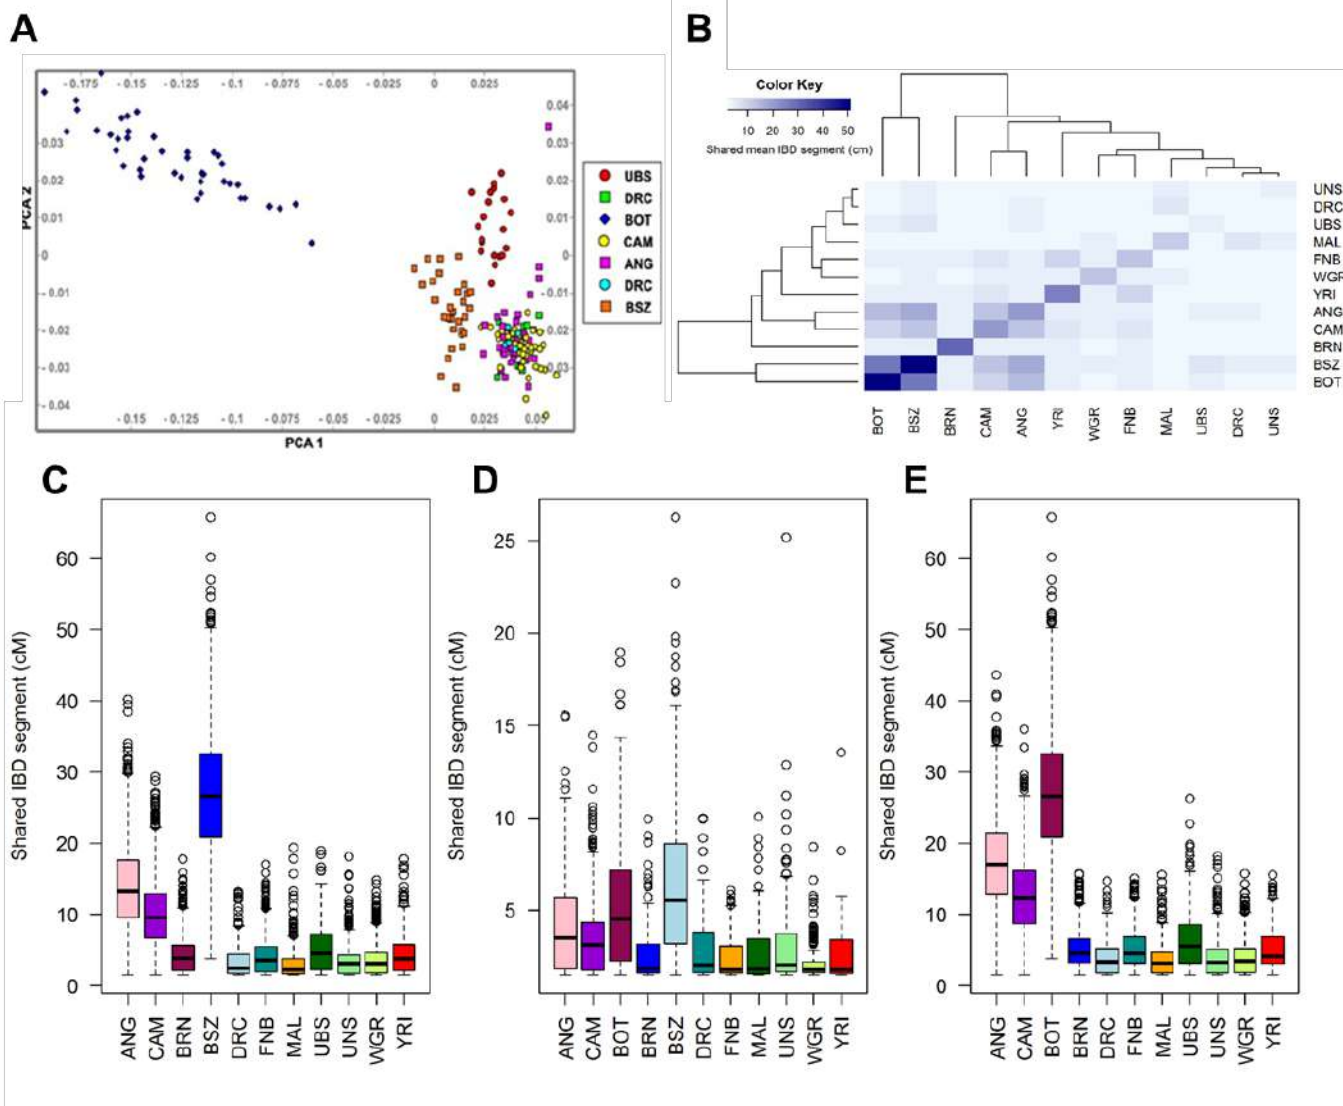 A
B
- 0.175 - 0.15 - 0.125 - 0.1 - 0.075 - 0.05 - 0.05 0 0.025
0.04
0.03 0.03
0.02 0.02
0.01 0.01
0 0
- 0.01 - 0.01
- 0.02 - 0.02
- 0.03 - 0.03
- 0.04
- 0.15 - 0.1 - 0.075 - 0.05 - 0.05 0 0.025 0.05
PCA 2
PCA 1
UBS
DRC
BOT
CAM
ANG
DRC
BSZ
Color Key
10 20 30 40 50
Shared mean IBD segment (cm)
UNS
DRC
UBS
MAL
FNB
WGR
YRI
ANG
CAM
BRN
BSZ
BOT
BOT BSZ BRN CAM ANG YRI WGR FNB MAL UBS DRC UNS
C
Shared IBD segment (cM)
60
50
40
30
20
10
0
ANG CAM BRN BSZ DRC FNB MAL UBS UNS WGR YRI
D
Shared IBD segment (cM)
25
20
15
10
5
ANG CAM BOT BRN BSZ DRC FNB MAL UNS WGR YRI
E
Shared IBD segment (cM)
60
50
40
30
20
10
0
ANG CAM BOT BRN DRC FNB MAL UBS UNS WGR YRI